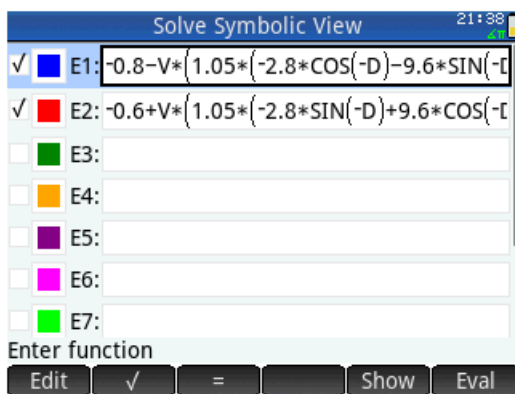 Solve Symbolic View 21:38
∡π
√ E1: -0.8−V*(1.05*(-2.8*COS(-D)−9.6*SIN(-D
√ E2: -0.6+V*(1.05*(-2.8*SIN(-D)+9.6*COS(-D
E3:
E4:
E5:
E6:
E7:
Enter function
Edit √ = Show Eval